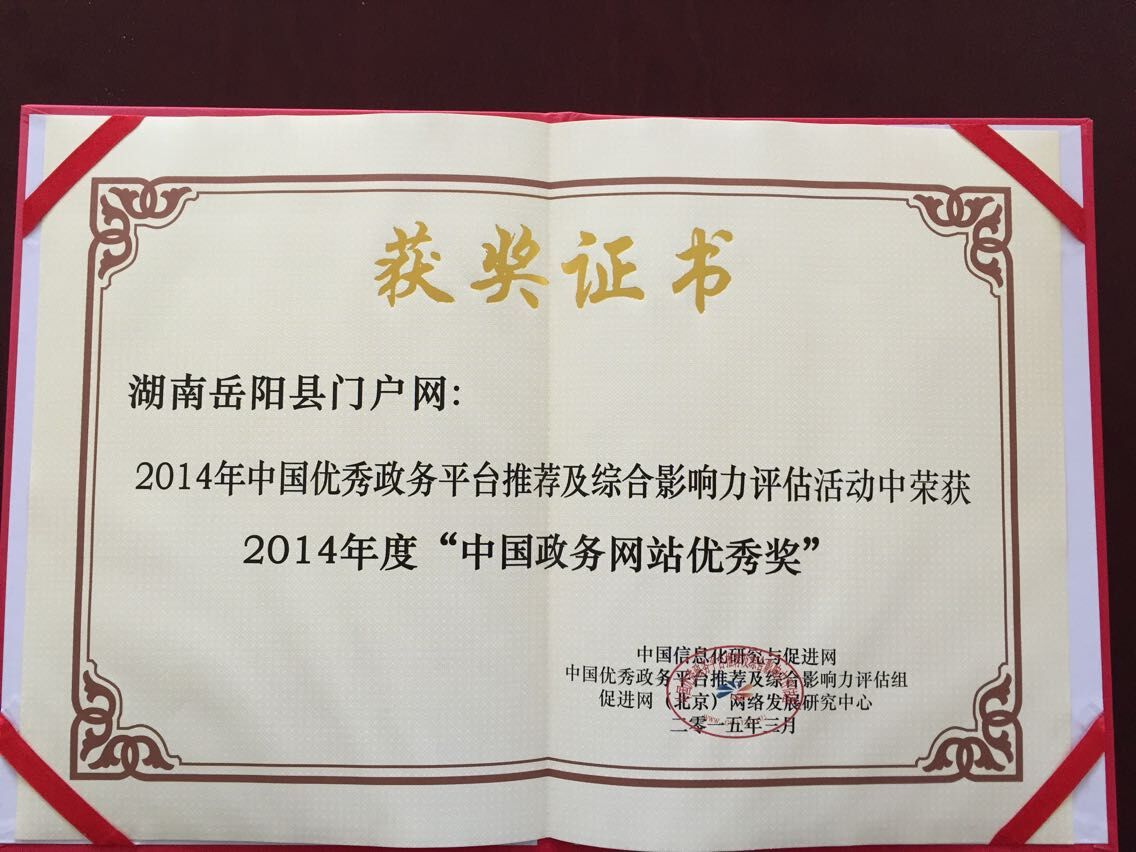 获奖证书
湖南岳阳县门户网:
2014年中国优秀政务平台推荐及综合影响力评估活动中荣获
2014年度“中国政务网站优秀奖”
中国信息化研究与促进网
中国优秀政务平台推荐及综合影响力评估组
促进网（北京）网络发展研究中心
二零一五年三月